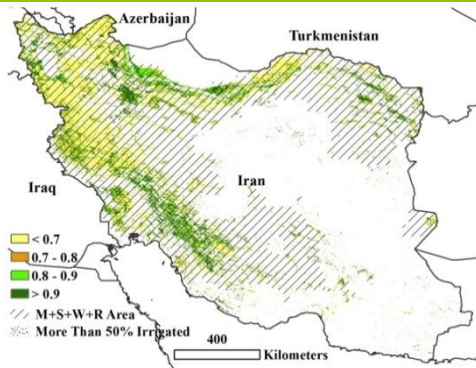 Azerbaijan
Turkmenistan
Iraq
Iran
< 0.7
0.7 - 0.8
0.8 - 0.9
> 0.9
M+S+W+R Area
More Than 50% Irrigated
400
Kilometers